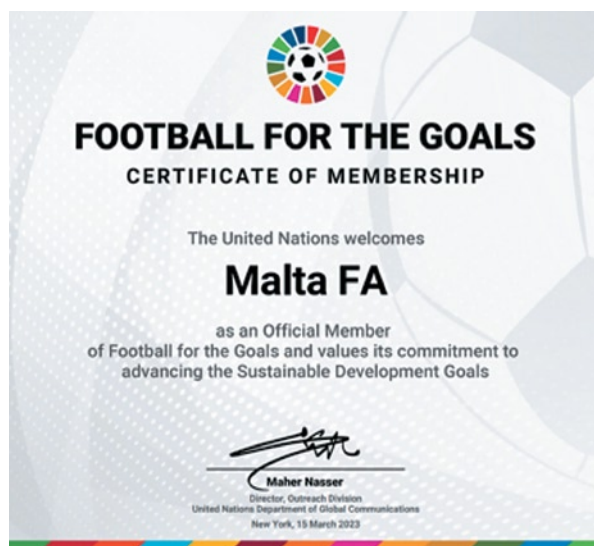 FOOTBALL FOR THE GOALS
CERTIFICATE OF MEMBERSHIP
The United Nations welcomes
Malta FA
as an Official Member
of Football for the Goals and values its commitment to
advancing the Sustainable Development Goals
Maher Nasser
Director, Outreach Division
United Nations Department of Global Communications
New York, 15 March 2023